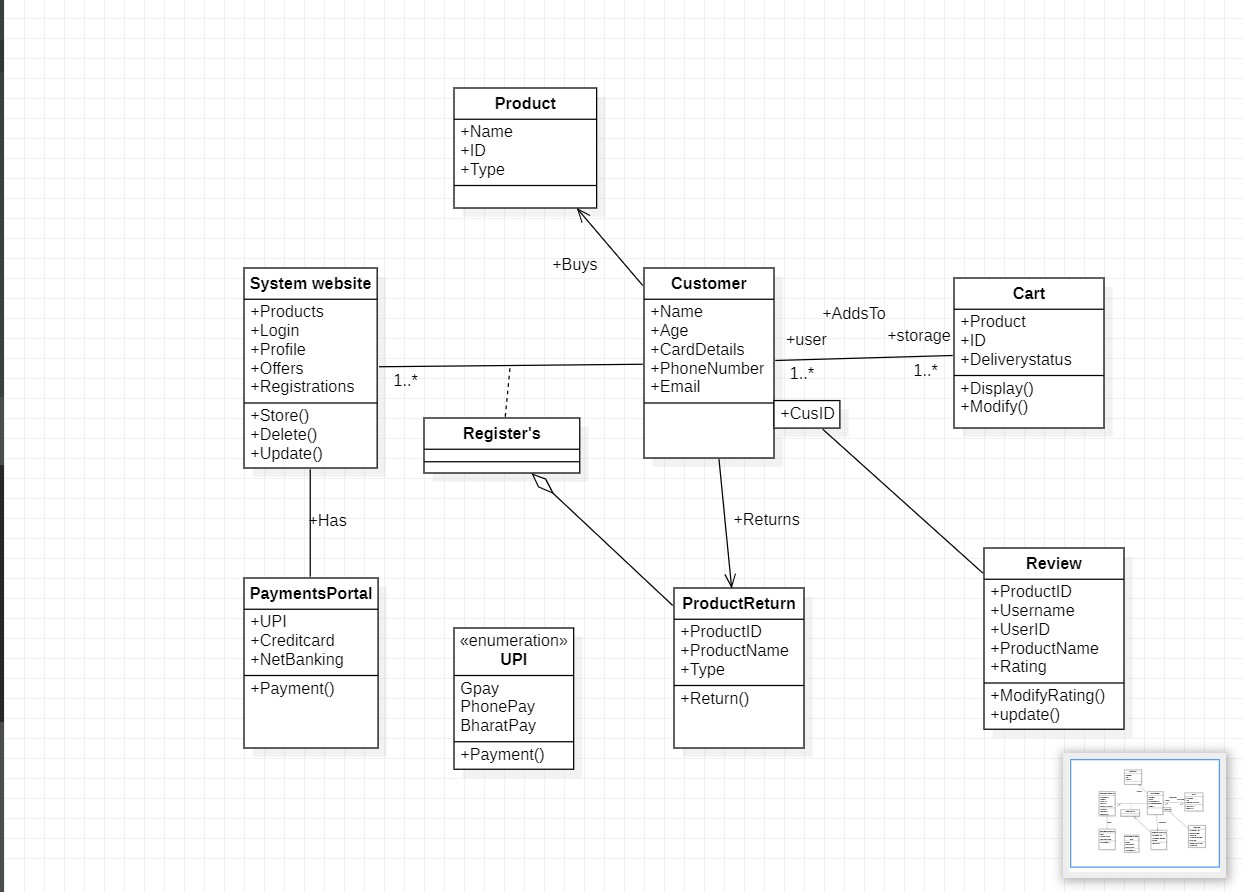 Product
+Name
+ID
+Type
+Buys
System website
+Products
+Login
+Profile
+Offers
+Registrations
+Store()
+Delete()
+Update()
1..*
Register's
Customer
+Name
+Age
+CardDetails
+PhoneNumber
+Email
+CusID
+AddsTo
+user
+storage
1..*
1..*
Cart
+Product
+ID
+Deliverystatus
+Display()
+Modify()
+Has
+Returns
PaymentsPortal
+UPI
+Creditcard
+NetBanking
+Payment()
«enumeration»
UPI
Gpay
PhonePay
BharatPay
+Payment()
ProductReturn
+ProductID
+ProductName
+Type
+Return()
Review
+ProductID
+Username
+UserID
+ProductName
+Rating
+ModifyRating()
+update()